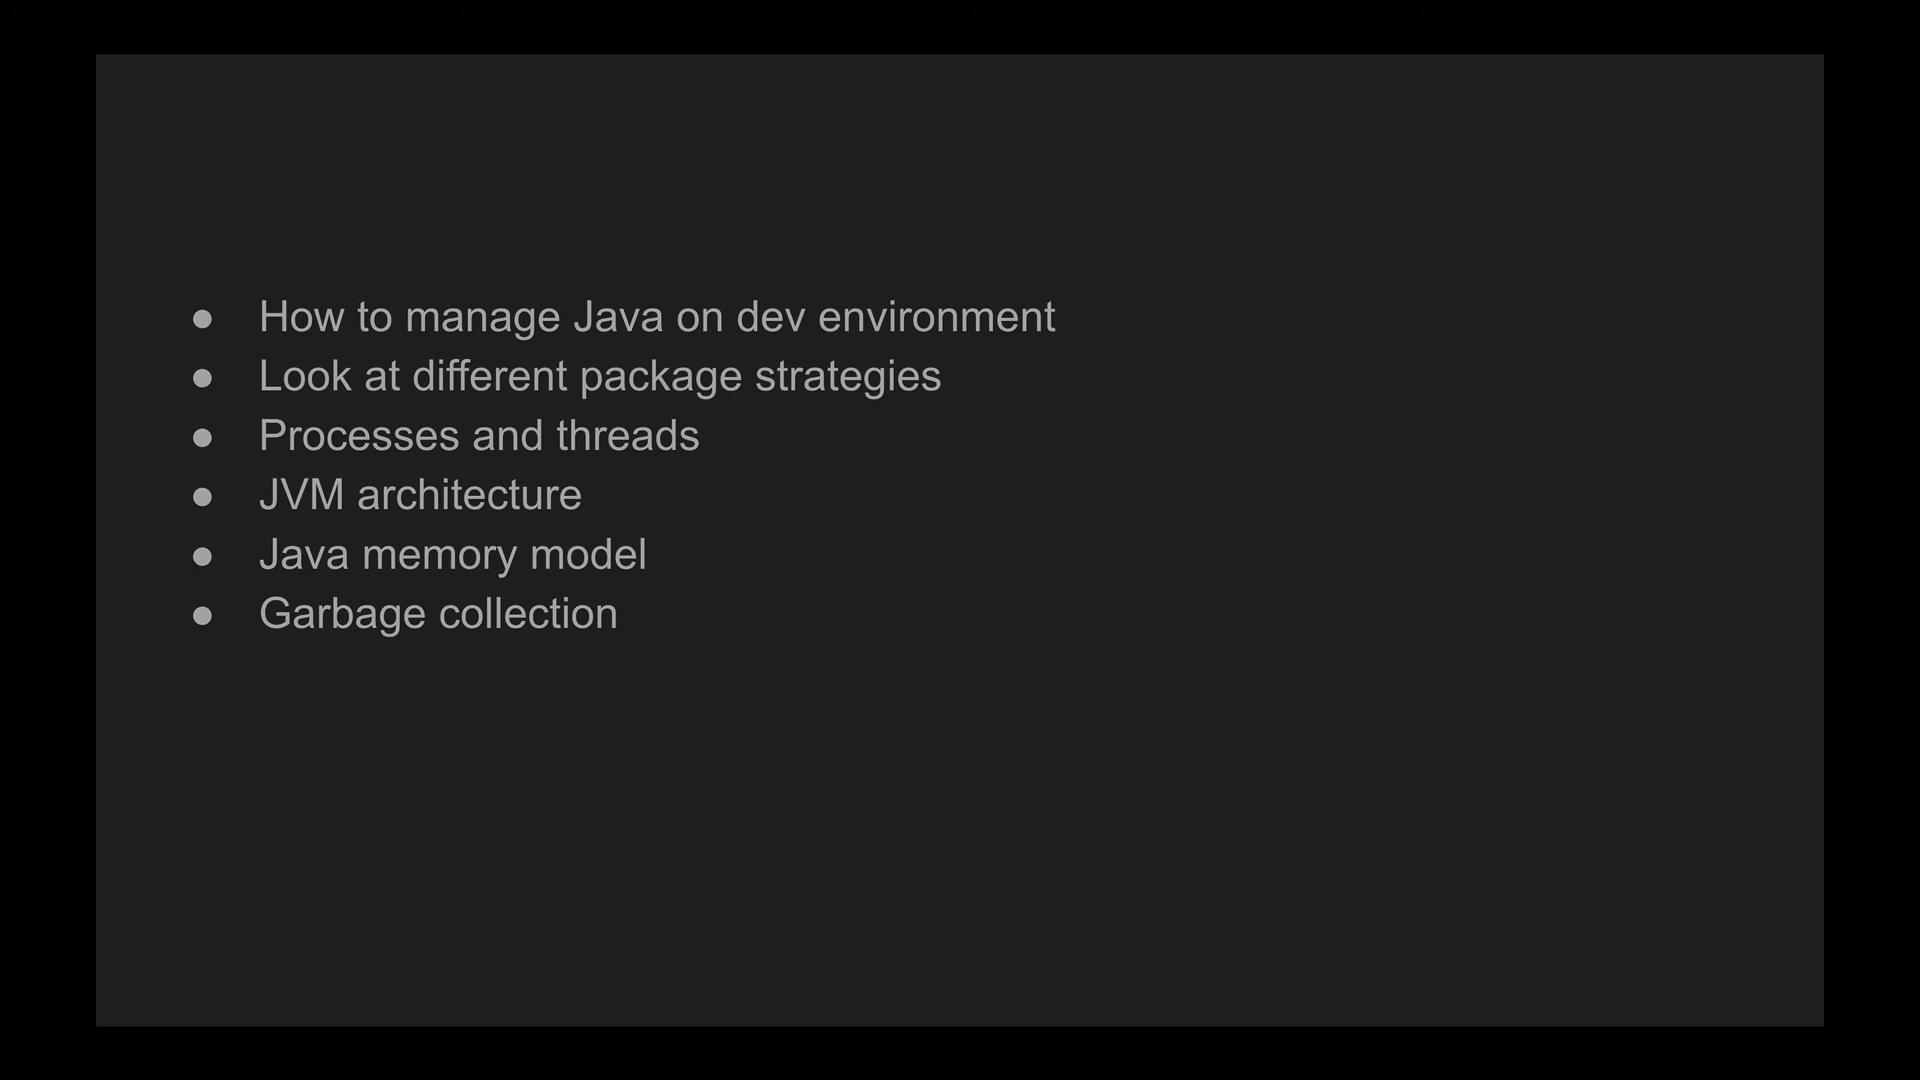 ● How to manage Java on dev environment
● Look at different package strategies
● Processes and threads
● JVM architecture
● Java memory model
● Garbage collection